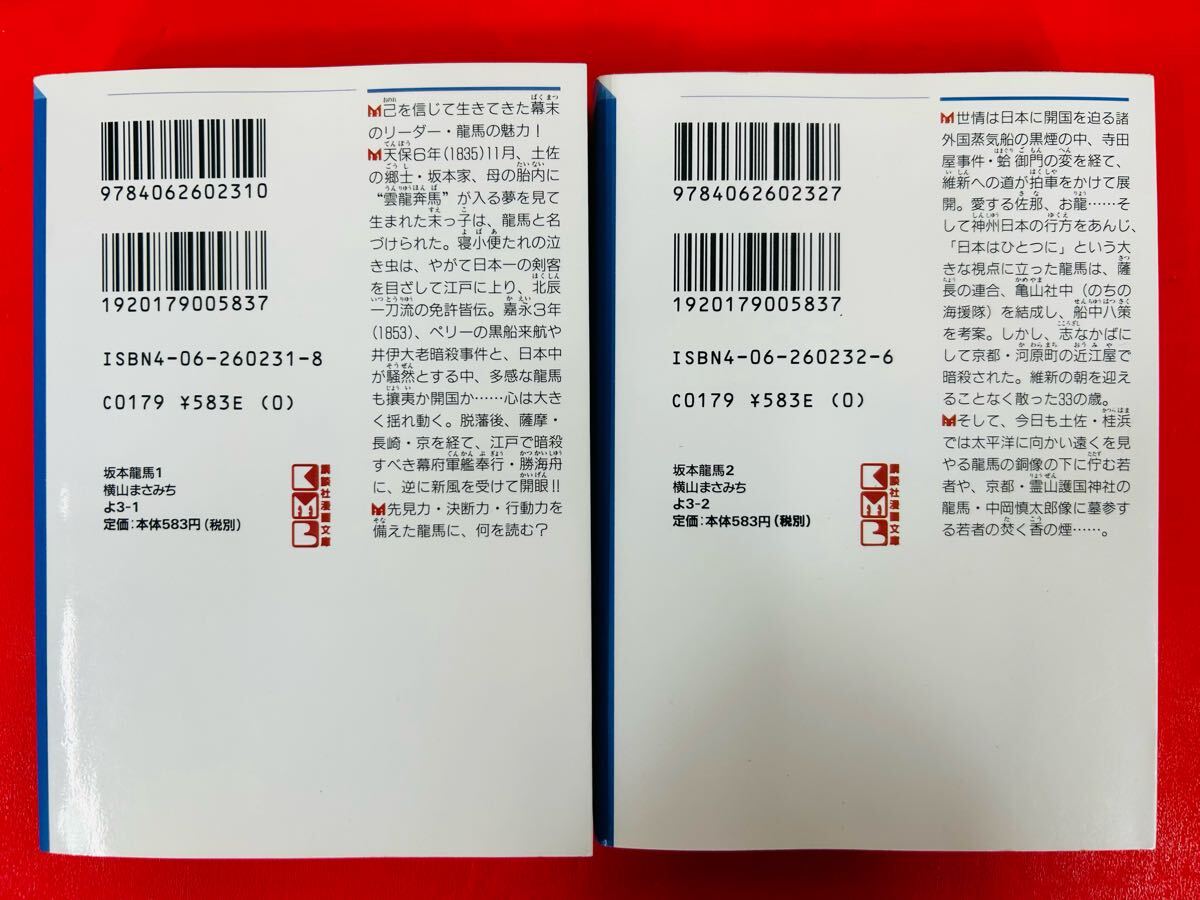 9784062602310
1920179005837
ISBN4-06-260231-8
C0179 ¥583E (0)
坂本龍馬1
横山まさみち
よ3-1
定価:本体583円(税別)
KMB
講談社漫画文庫
己を信じて生きてきた幕末
のリーダー・龍馬の魅力!
天保6年(1835)11月、土佐
の郷士・坂本家、母の胎内に
“雲龍奔馬”が入る夢を見て
生まれた末っ子は、龍馬と名
づけられた。寝小便たれの泣
き虫は、やがて日本一の剣客
を目ざして江戸に上り、北辰
一刀流の免許皆伝。嘉永3年
(1853)、ペリーの黒船来航や
井伊大老暗殺事件と、日本中
が騒然とする中、多感な龍馬
も攘夷か開国か……心は大き
く揺れ動く。脱藩後、薩摩・
長崎・京を経て、江戸で暗殺
すべき幕府軍艦奉行・勝海舟
に、逆に新風を受けて開眼!!
先見力・決断力・行動力を
備えた龍馬に、何を読む?
9784062602327
1920179005837
ISBN4-06-260232-6
C0179 ¥583E (0)
坂本龍馬2
横山まさみち
よ3-2
定価:本体583円(税別)
KMB
講談社漫画文庫
世情は日本に開国を迫る諸
外国蒸気船の黒煙の中、寺田
屋事件・蛤御門の変を経て、
維新への道が拍車をかけて展
開。愛する佐那、お龍……そ
して神州日本の行方をあんじ、
「日本はひとつに」という大
きな視点に立った龍馬は、薩
長の連合、亀山社中(のちの
海援隊)を結成し、船中八策
を考案。しかし、志なかばに
して京都・河原町の近江屋で
暗殺された。維新の朝を迎え
ることなく散った33の歳。
そして、今日も土佐・桂浜
では太平洋に向かい遠くを見
やる龍馬の銅像の下に佇む若
者や、京都・霊山護国神社の
龍馬・中岡慎太郎像に墓参す
る若者の焚く香の煙……。